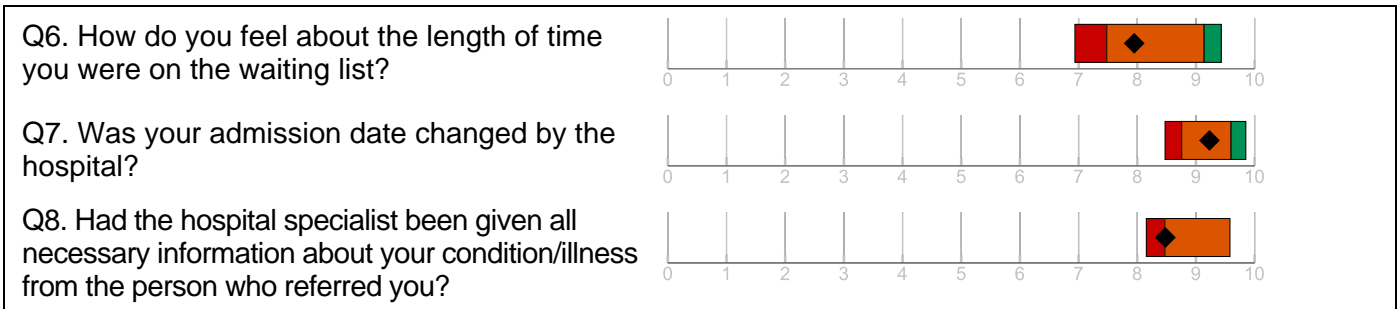 Q6. How do you feel about the length of time
you were on the waiting list?
0 1 2 3 4 5 6 7 8 9 10
Q7. Was your admission date changed by the
hospital?
0 1 2 3 4 5 6 7 8 9 10
Q8. Had the hospital specialist been given all
necessary information about your condition/illness
from the person who referred you?
0 1 2 3 4 5 6 7 8 9 10